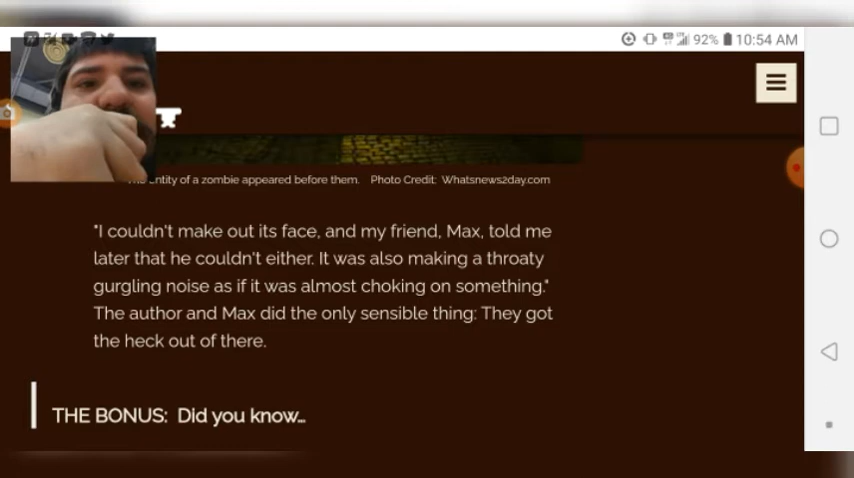 92% 10:54 AM
entity of a zombie appeared before them. Photo Credit: Whatsnews2day.com
"I couldn't make out its face, and my friend, Max, told me
later that he couldn't either. It was also making a throaty
gurgling noise as if it was almost choking on something."
The author and Max did the only sensible thing: They got
the heck out of there.
THE BONUS: Did you know...